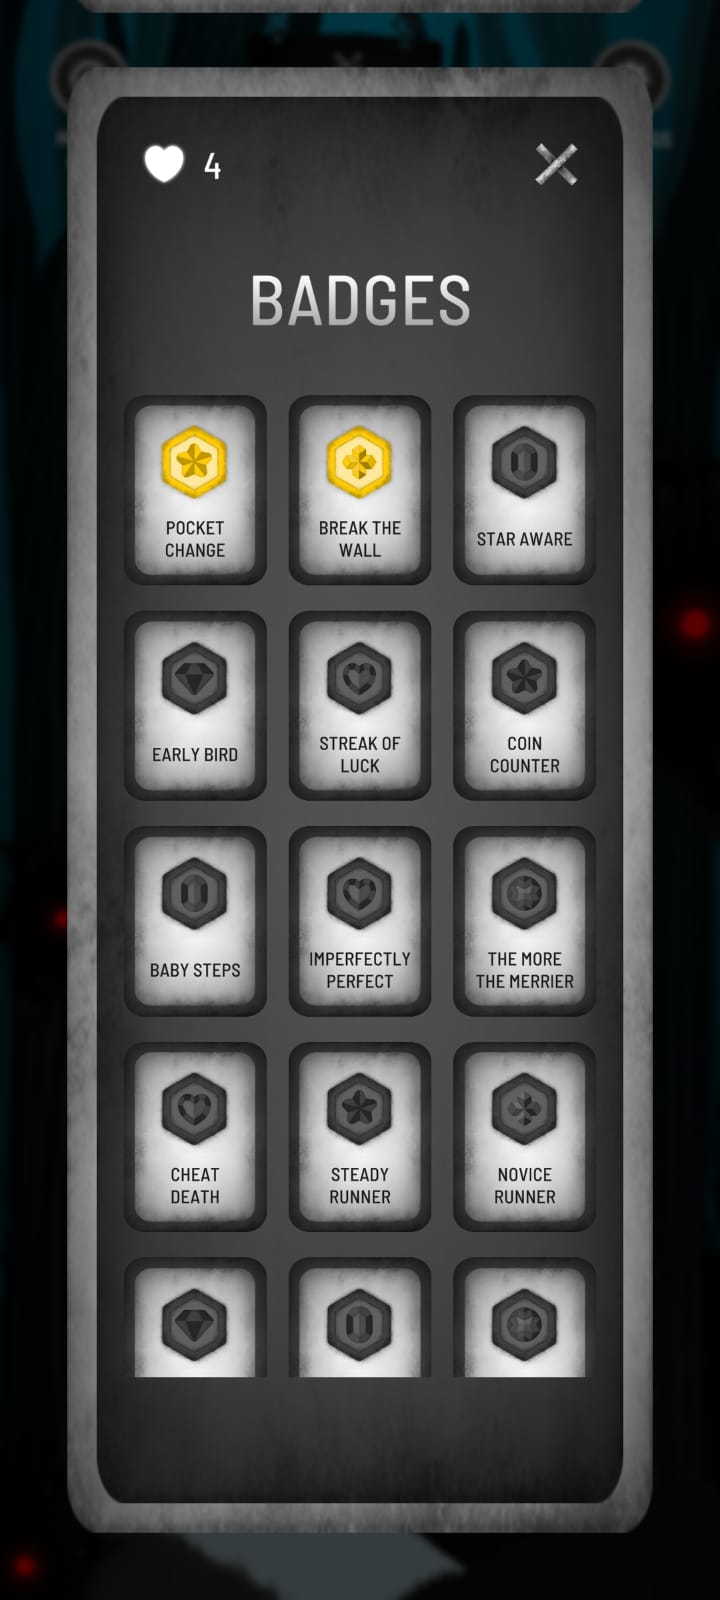 4
BADGES
POCKET
CHANGE
BREAK THE
WALL
STAR AWARE
EARLY BIRD
STREAK OF
LUCK
COIN
COUNTER
BABY STEPS
IMPERFECTLY
PERFECT
THE MORE
THE MERRIER
CHEAT
DEATH
STEADY
RUNNER
NOVICE
RUNNER